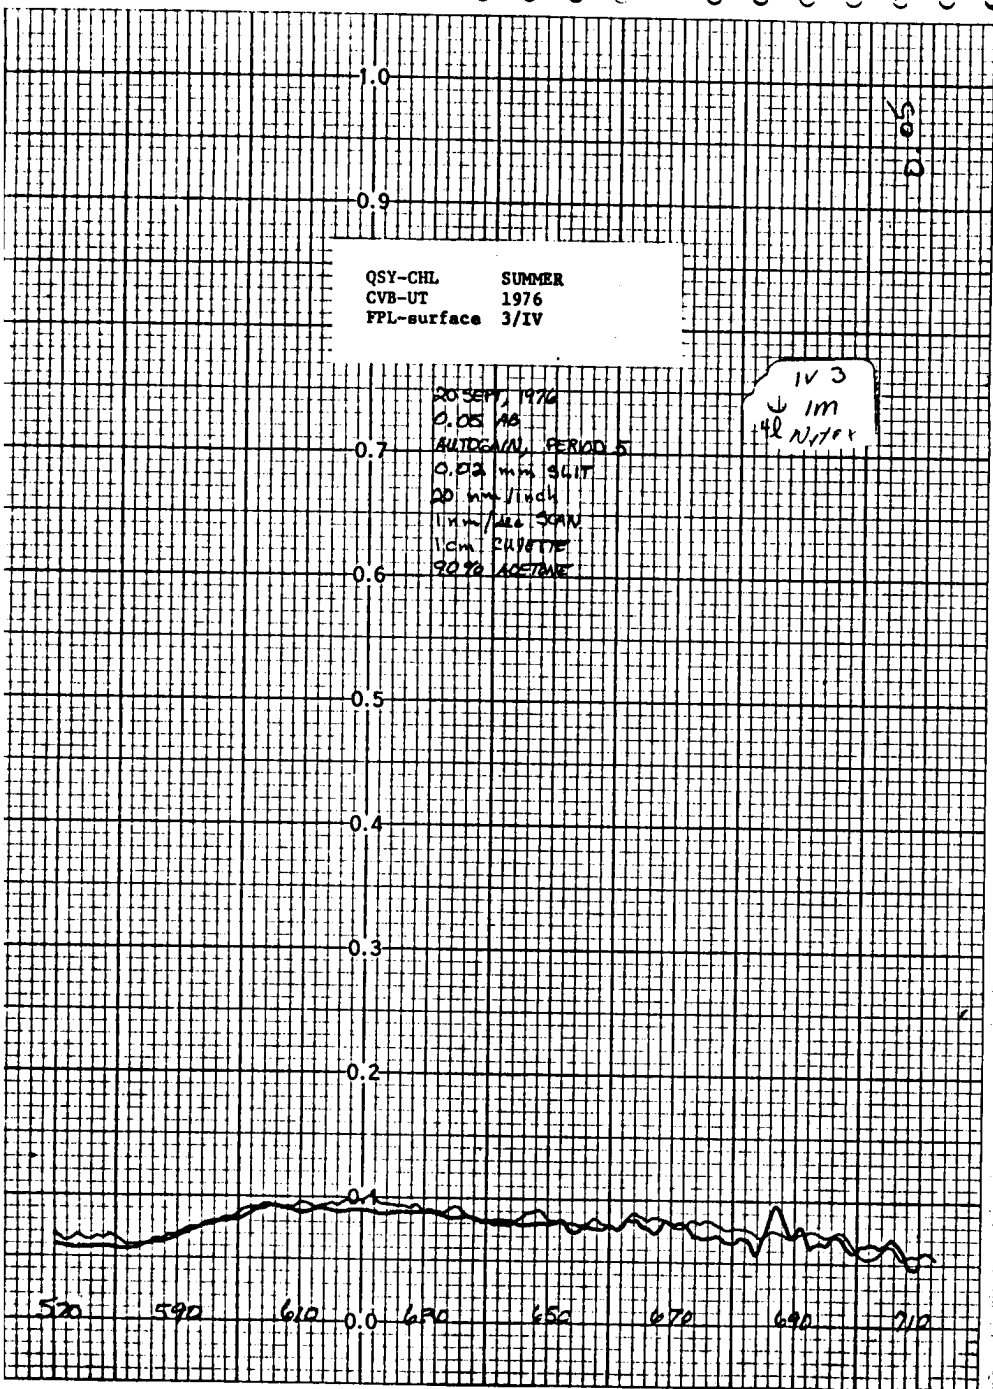 1.0
.05 Ω
0.9
QSY-CHL SUMMER
CVB-UT 1976
FPL-surface 3/IV
IV 3
↓ 1m
4l Nitex
20 SEPT, 1976
0.05 AB
AUTOGAIN, PERIOD 5
0.02 mm SLIT
20 nm/inch
1 nm/sec SCAN
1 cm CUVETTE
90% ACETONE
0.7
0.6
0.5
0.4
0.3
0.2
0.1
570 590 610 0.0 630 650 670 690 710